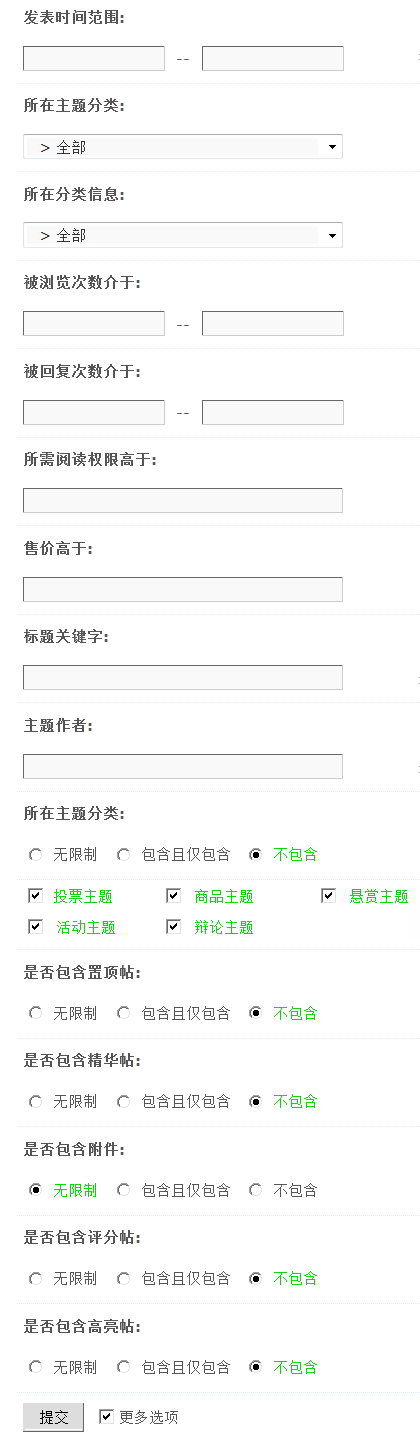 发表时间范围:
--
所在主题分类:
> 全部
所在分类信息:
> 全部
被浏览次数介于:
--
被回复次数介于:
--
所需阅读权限高于:
售价高于:
标题关键字:
主题作者:
所在主题分类:
无限制 包含且仅包含 不包含
投票主题 商品主题 悬赏主题
活动主题 辩论主题
是否包含置顶帖:
无限制 包含且仅包含 不包含
是否包含精华帖:
无限制 包含且仅包含 不包含
是否包含附件:
无限制 包含且仅包含 不包含
是否包含评分帖:
无限制 包含且仅包含 不包含
是否包含高亮帖:
无限制 包含且仅包含 不包含
提交 更多选项